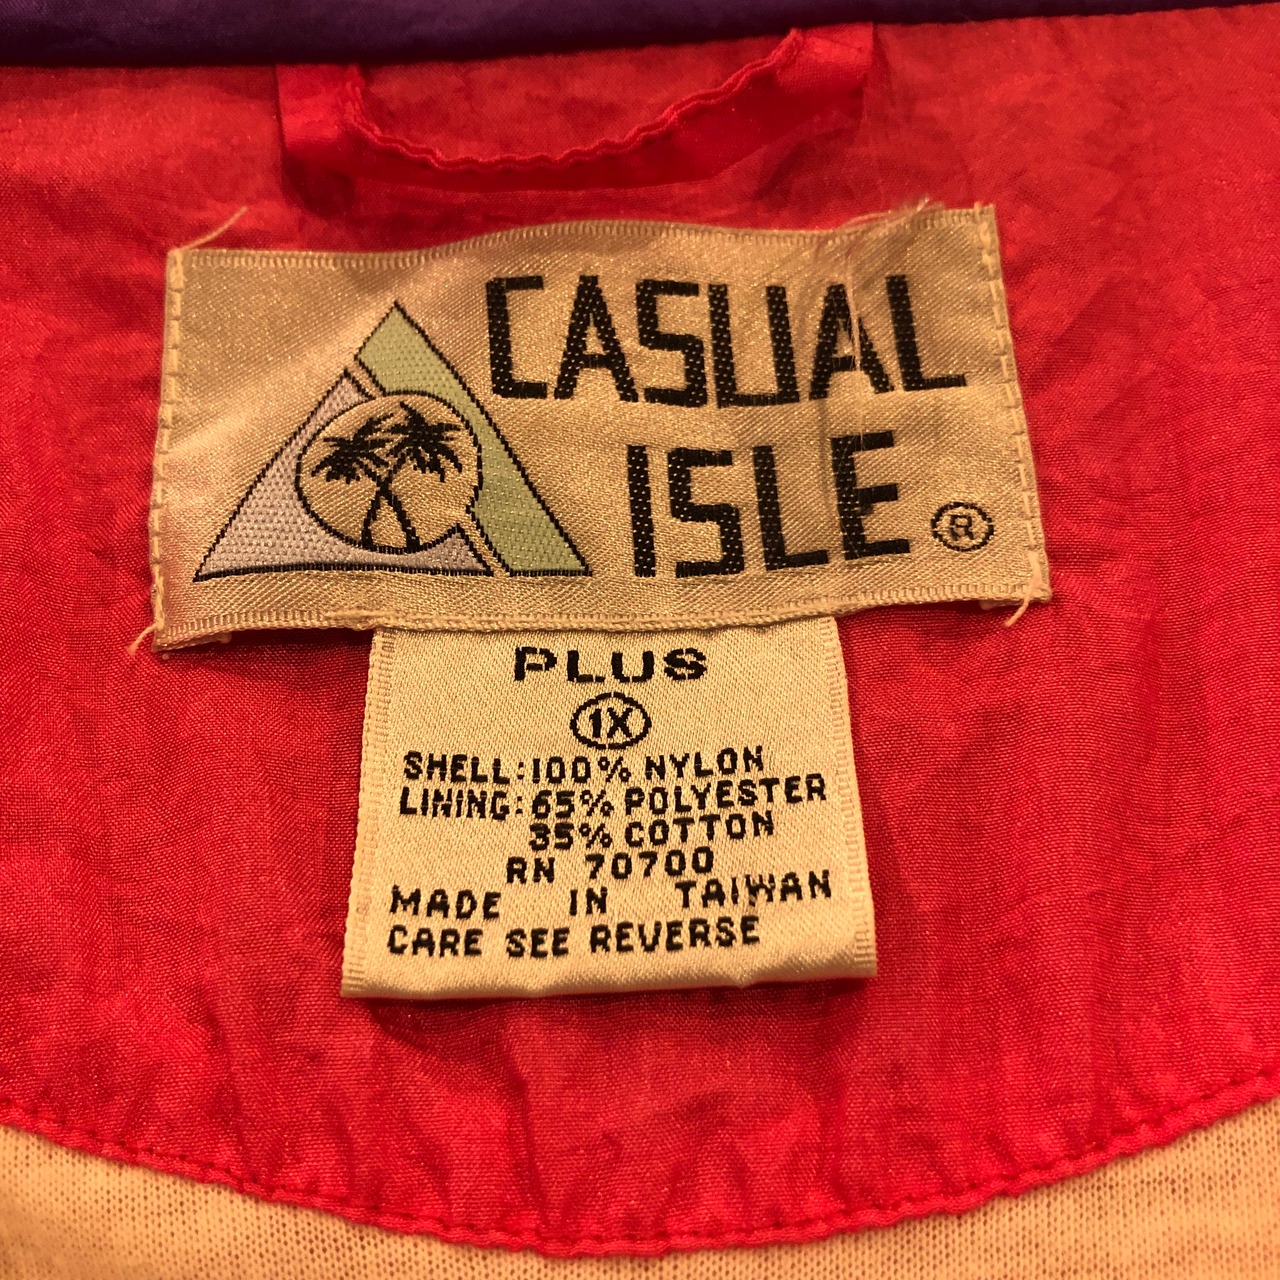 CASUAL
ISLE ®
PLUS
1X
SHELL: 100% NYLON
LINING: 65% POLYESTER
35% COTTON
RN 70700
MADE IN TAIWAN
CARE SEE REVERSE